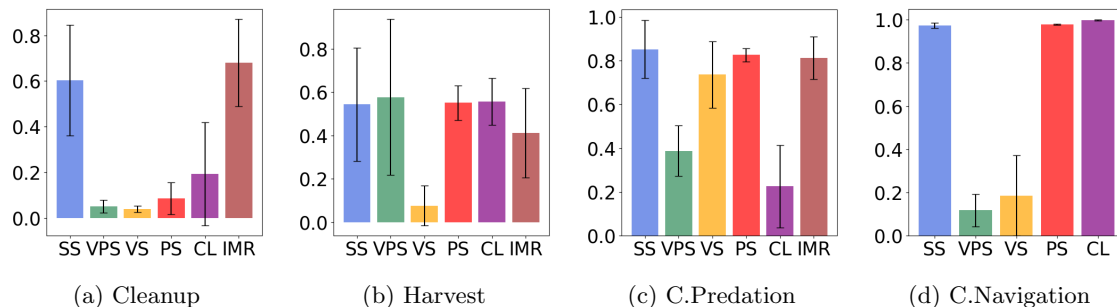 0.8
0.6
0.4
0.2
0.0
SS VPS VS PS CL IMR
(a) Cleanup
0.8
0.6
0.4
0.2
0.0
SS VPS VS PS CL IMR
(b) Harvest
1.0
0.8
0.6
0.4
0.2
0.0
SS VPS VS PS CL IMR
(c) C.Predation
1.0
0.8
0.6
0.4
0.2
0.0
SS VPS VS PS CL
(d) C.Navigation